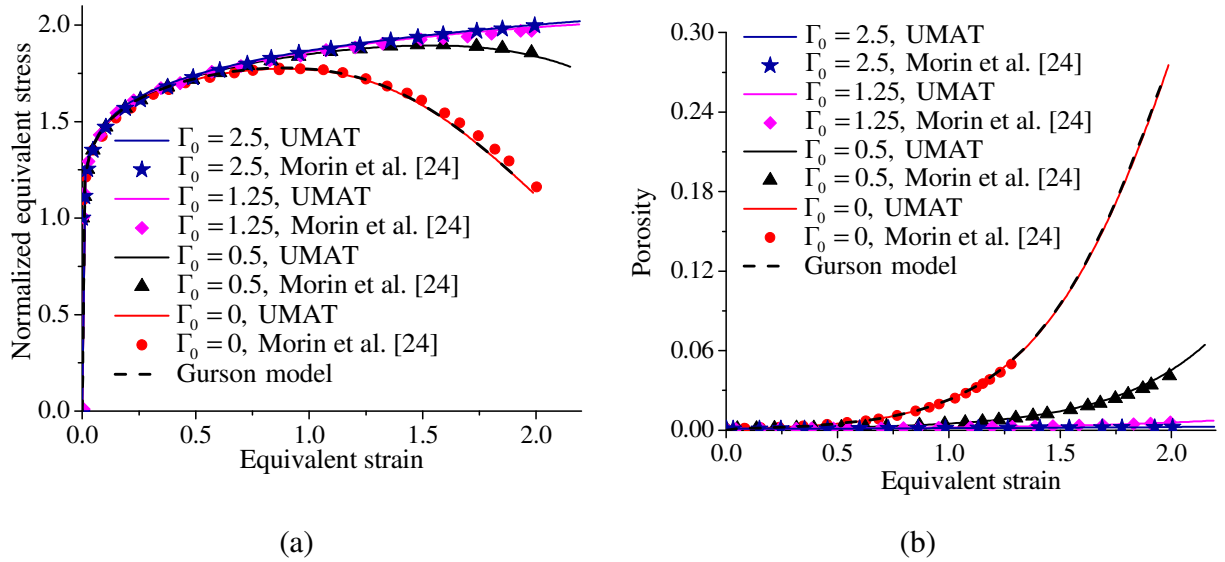 2.0
1.5
1.0
0.5
0.0
Normalized equivalent stress
Γ₀ = 2.5, UMAT
Γ₀ = 2.5, Morin et al. [24]
Γ₀ = 1.25, UMAT
Γ₀ = 1.25, Morin et al. [24]
Γ₀ = 0.5, UMAT
Γ₀ = 0.5, Morin et al. [24]
Γ₀ = 0, UMAT
Γ₀ = 0, Morin et al. [24]
Gurson model
0.0 0.5 1.0 1.5 2.0
Equivalent strain
(a)
0.30
0.24
0.18
0.12
0.06
0.00
Porosity
Γ₀ = 2.5, UMAT
Γ₀ = 2.5, Morin et al. [24]
Γ₀ = 1.25, UMAT
Γ₀ = 1.25, Morin et al. [24]
Γ₀ = 0.5, UMAT
Γ₀ = 0.5, Morin et al. [24]
Γ₀ = 0, UMAT
Γ₀ = 0, Morin et al. [24]
Gurson model
0.0 0.5 1.0 1.5 2.0
Equivalent strain
(b)